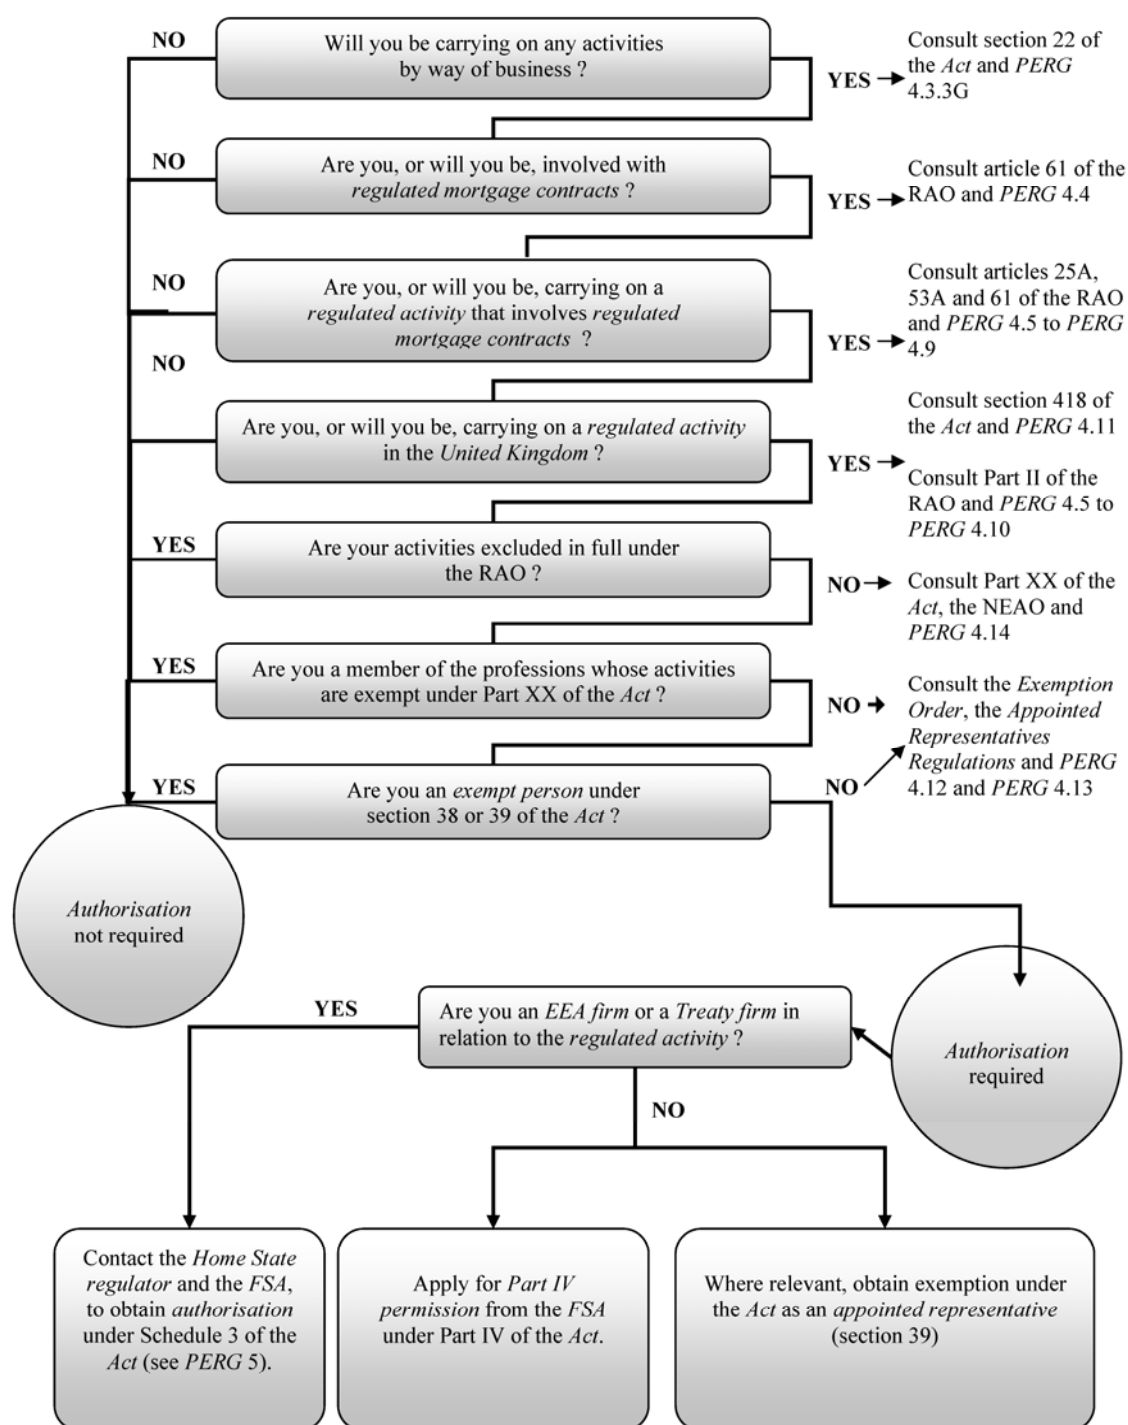 NO
Will you be carrying on any activities
by way of business ?
YES
Consult section 22 of
the Act and PERG
4.3.3G
NO
Are you, or will you be, involved with
regulated mortgage contracts ?
YES
Consult article 61 of the
RAO and PERG 4.4
NO
Are you, or will you be, carrying on a
regulated activity that involves regulated
mortgage contracts ?
YES
Consult articles 25A,
53A and 61 of the RAO
and PERG 4.5 to PERG
4.9
NO
Are you, or will you be, carrying on a regulated activity
in the United Kingdom ?
YES
Consult section 418 of
the Act and PERG 4.11
Consult Part II of the
RAO and PERG 4.5 to
PERG 4.10
YES
Are your activities excluded in full under
the RAO ?
NO
Consult Part XX of the
Act, the NEAO and
PERG 4.14
YES
Are you a member of the professions whose activities
are exempt under Part XX of the Act ?
NO
Consult the Exemption
Order, the Appointed
Representatives
Regulations and PERG
4.12 and PERG 4.13
YES
Are you an exempt person under
section 38 or 39 of the Act ?
NO
Authorisation
not required
Authorisation
required
Are you an EEA firm or a Treaty firm in
relation to the regulated activity ?
YES
NO
Contact the Home State
regulator and the FSA,
to obtain authorisation
under Schedule 3 of the
Act (see PERG 5).
Apply for Part IV
permission from the FSA
under Part IV of the Act.
Where relevant, obtain exemption under
the Act as an appointed representative
(section 39)